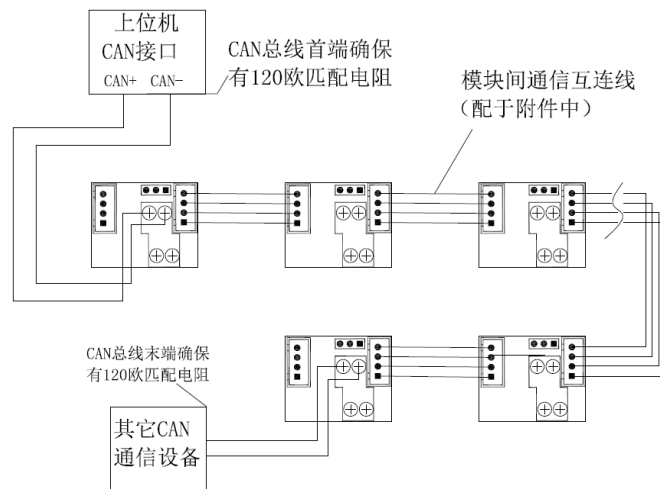 上位机
CAN接口
CAN+ CAN-
CAN总线首端确保
有120欧匹配电阻
模块间通信互连线
（配于附件中）
CAN总线末端确保
有120欧匹配电阻
其它CAN
通信设备